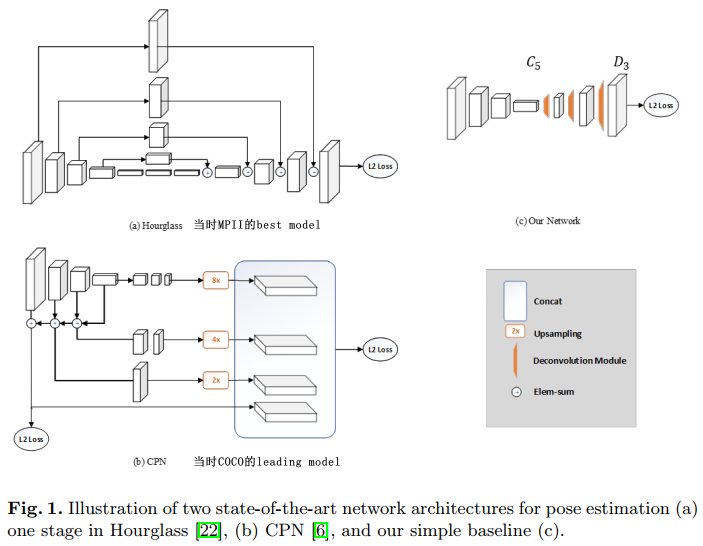 C5
D3
L2 Loss
L2 Loss
(a) Hourglass 当时MPII的best model
(c) Our Network
8x
4x
L2 Loss
2x
L2 Loss
(b) CPN 当时COCO的leading model
Concat
2x Upsampling
Deconvolution Module
Elem-sum
Fig. 1. Illustration of two state-of-the-art network architectures for pose estimation (a)
one stage in Hourglass [22], (b) CPN [6], and our simple baseline (c).